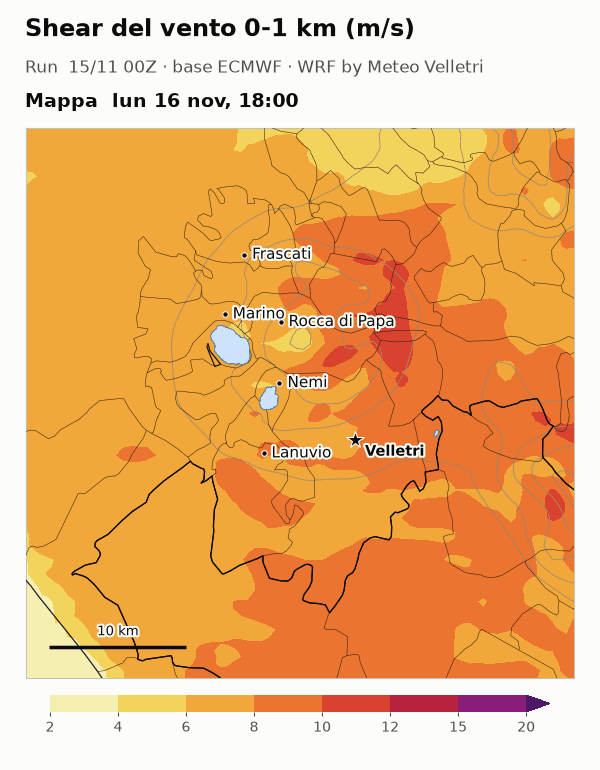 Shear del vento 0-1 km (m/s)
Run  15/11 00Z · base ECMWF · WRF by Meteo Velletri
Mappa  lun 16 nov, 18:00
Frascati
Marino
Rocca di Papa
Nemi
Velletri
Lanuvio
10 km
2 4 6 8 10 12 15 20